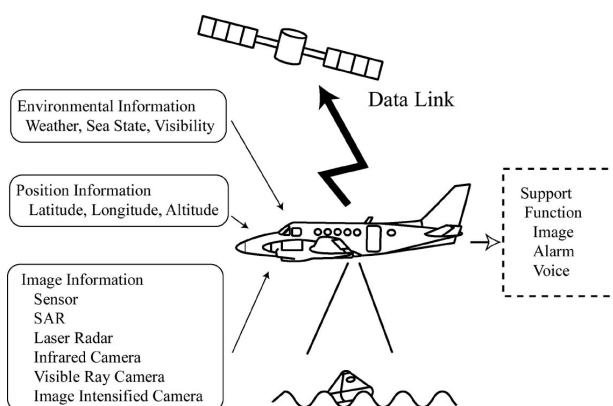 Data Link
Environmental Information
Weather, Sea State, Visibility
Position Information
Latitude, Longitude, Altitude
Image Information
Sensor
SAR
Laser Radar
Infrared Camera
Visible Ray Camera
Image Intensified Camera
Support
Function
Image
Alarm
Voice